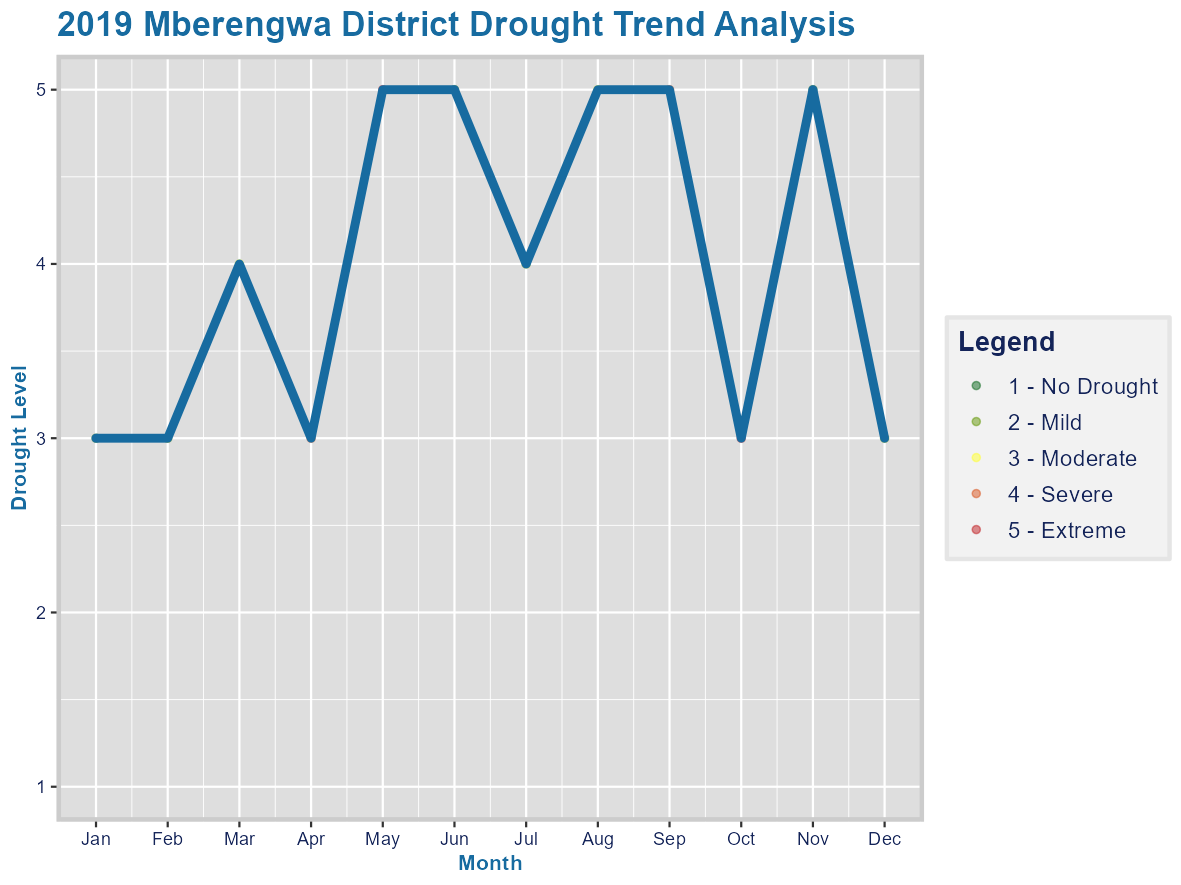 2019 Mberengwa District Drought Trend Analysis
Drought Level
5
4
3
2
1
Jan Feb Mar Apr May Jun Jul Aug Sep Oct Nov Dec
Month
Legend
1 - No Drought
2 - Mild
3 - Moderate
4 - Severe
5 - Extreme